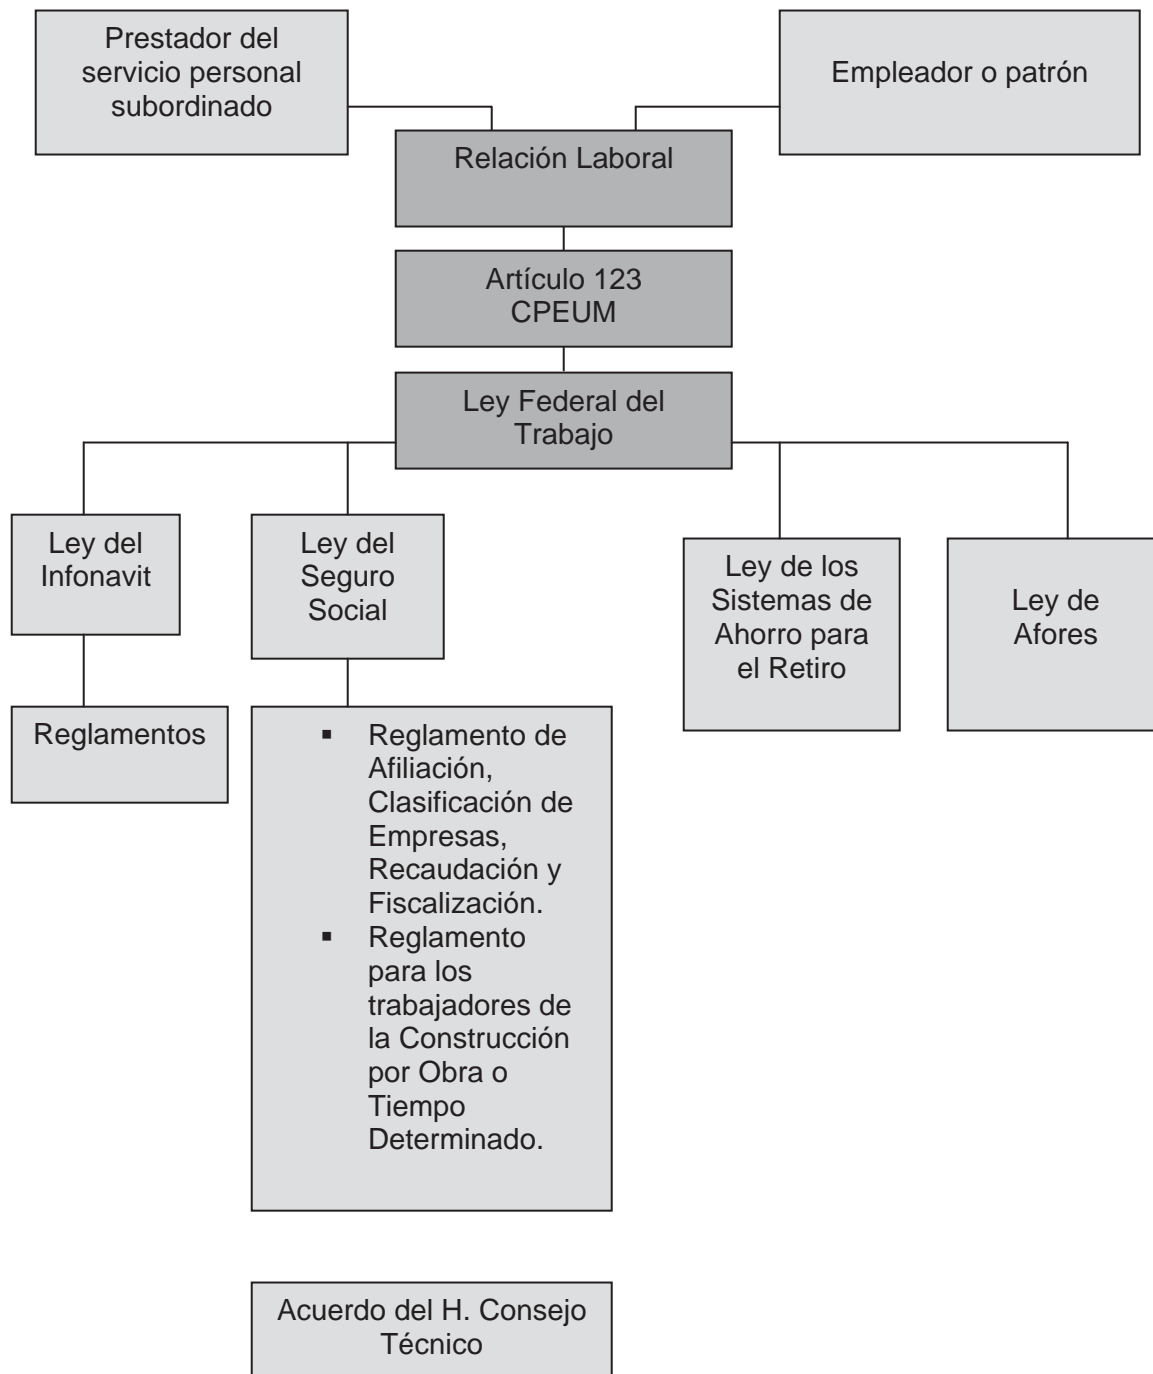 Prestador del
servicio personal
subordinado
Empleador o patrón
Relación Laboral
Artículo 123
CPEUM
Ley Federal del
Trabajo
Ley del
Infonavit
Ley del
Seguro
Social
Ley de los
Sistemas de
Ahorro para
el Retiro
Ley de
Afores
Reglamentos
▪ Reglamento de
Afiliación,
Clasificación de
Empresas,
Recaudación y
Fiscalización.
▪ Reglamento
para los
trabajadores de
la Construcción
por Obra o
Tiempo
Determinado.
Acuerdo del H. Consejo
Técnico